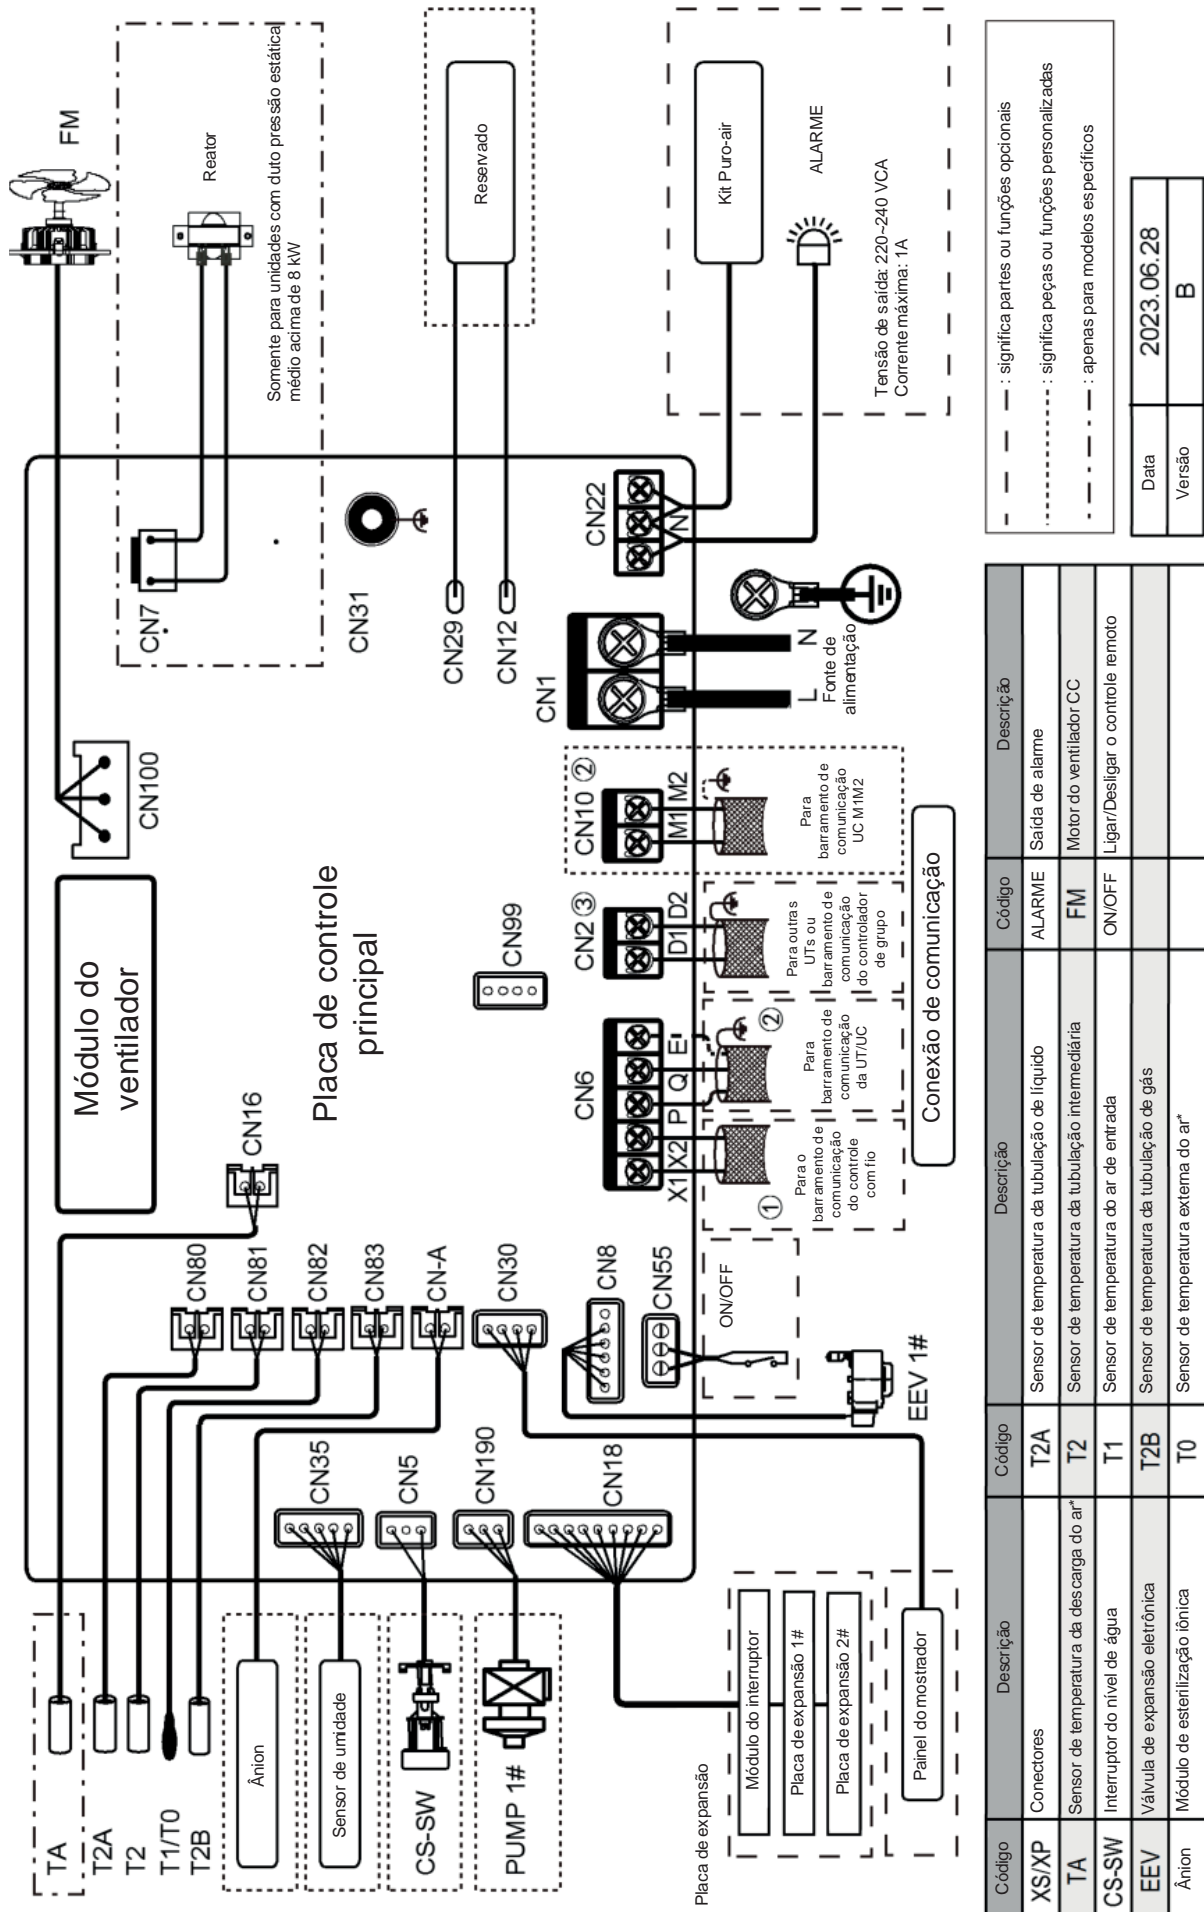 FM
Reator
Somente para unidades com duto pressão estática
médio acima de 8 kW
Reservado
Kit Puro-air
ALARME
Tensão de saída: 220~240 VCA
Corrente máxima: 1A
CN7
CN31
CN29
CN12
CN22
N
CN100
CN1
L
N
Fonte de
alimentação
Módulo do
ventilador
Placa de controle
principal
CN99
CN10 ②
M1 M2
Para
barramento de
comunicação
UC M1M2
CN2 ③
D1 D2
Para outras
UTs ou
barramento de
comunicação
do controlador
de grupo
CN6
X1 X2 P Q E
②
Para
barramento de
comunicação
da UT/UC
①
Para o
barramento de
comunicação
do controle
com fio
Conexão de comunicação
CN16
CN80
CN81
CN82
CN83
CN-A
CN30
CN8
CN55
ON/OFF
EEV 1#
CN35
CN5
CN190
CN18
TA
T2A
T2
T1/T0
T2B
Ânion
Sensor de umidade
CS-SW
PUMP 1#
Placa de expansão
Módulo do interruptor
Placa de expansão 1#
Placa de expansão 2#
Painel do mostrador
: significa partes ou funções opcionais
: significa peças ou funções personalizadas
: apenas para modelos específicos
Data 2023.06.28
Versão B
Código Descrição Código Descrição Código Descrição
XS/XP Conectores T2A Sensor de temperatura da tubulação de líquido ALARME Saída de alarme
TA Sensor de temperatura da descarga do ar* T2 Sensor de temperatura da tubulação intermediária FM Motor do ventilador CC
CS-SW Interruptor do nível de água T1 Sensor de temperatura do ar de entrada ON/OFF Ligar/Desligar o controle remoto
EEV Válvula de expansão eletrônica T2B Sensor de temperatura da tubulação de gás
Ânion Módulo de esterilização iônica T0 Sensor de temperatura externa do ar*